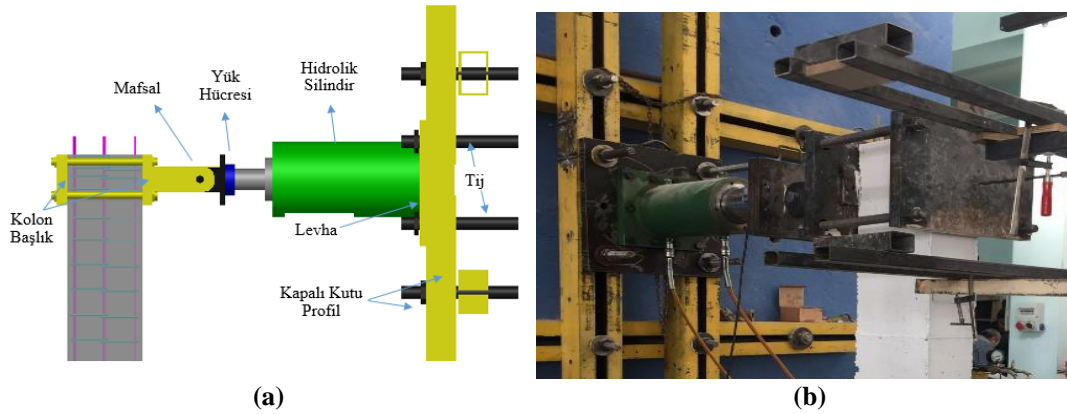 Mafsal
Yük
Hücresi
Hidrolik
Silindir
Kolon
Başlık
Levha
Tij
Kapalı Kutu
Profil
(a)
(b)